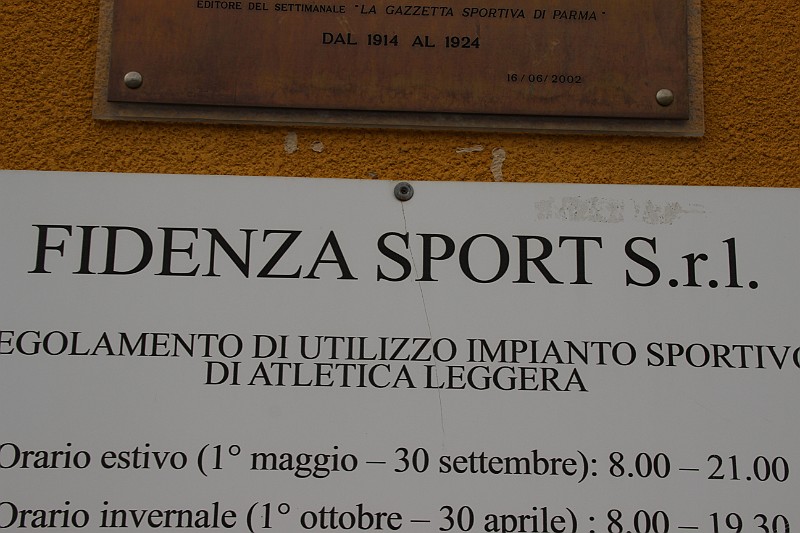 EDITORE DEL SETTIMANALE "LA GAZZETTA SPORTIVA DI PARMA"
DAL 1914 AL 1924
16/06/2002
FIDENZA SPORT S.r.l.
EGOLAMENTO DI UTILIZZO IMPIANTO SPORTIVO
DI ATLETICA LEGGERA
Orario estivo (1° maggio – 30 settembre): 8.00 – 21.00
Orario invernale (1° ottobre – 30 aprile) : 8.00 – 19.30